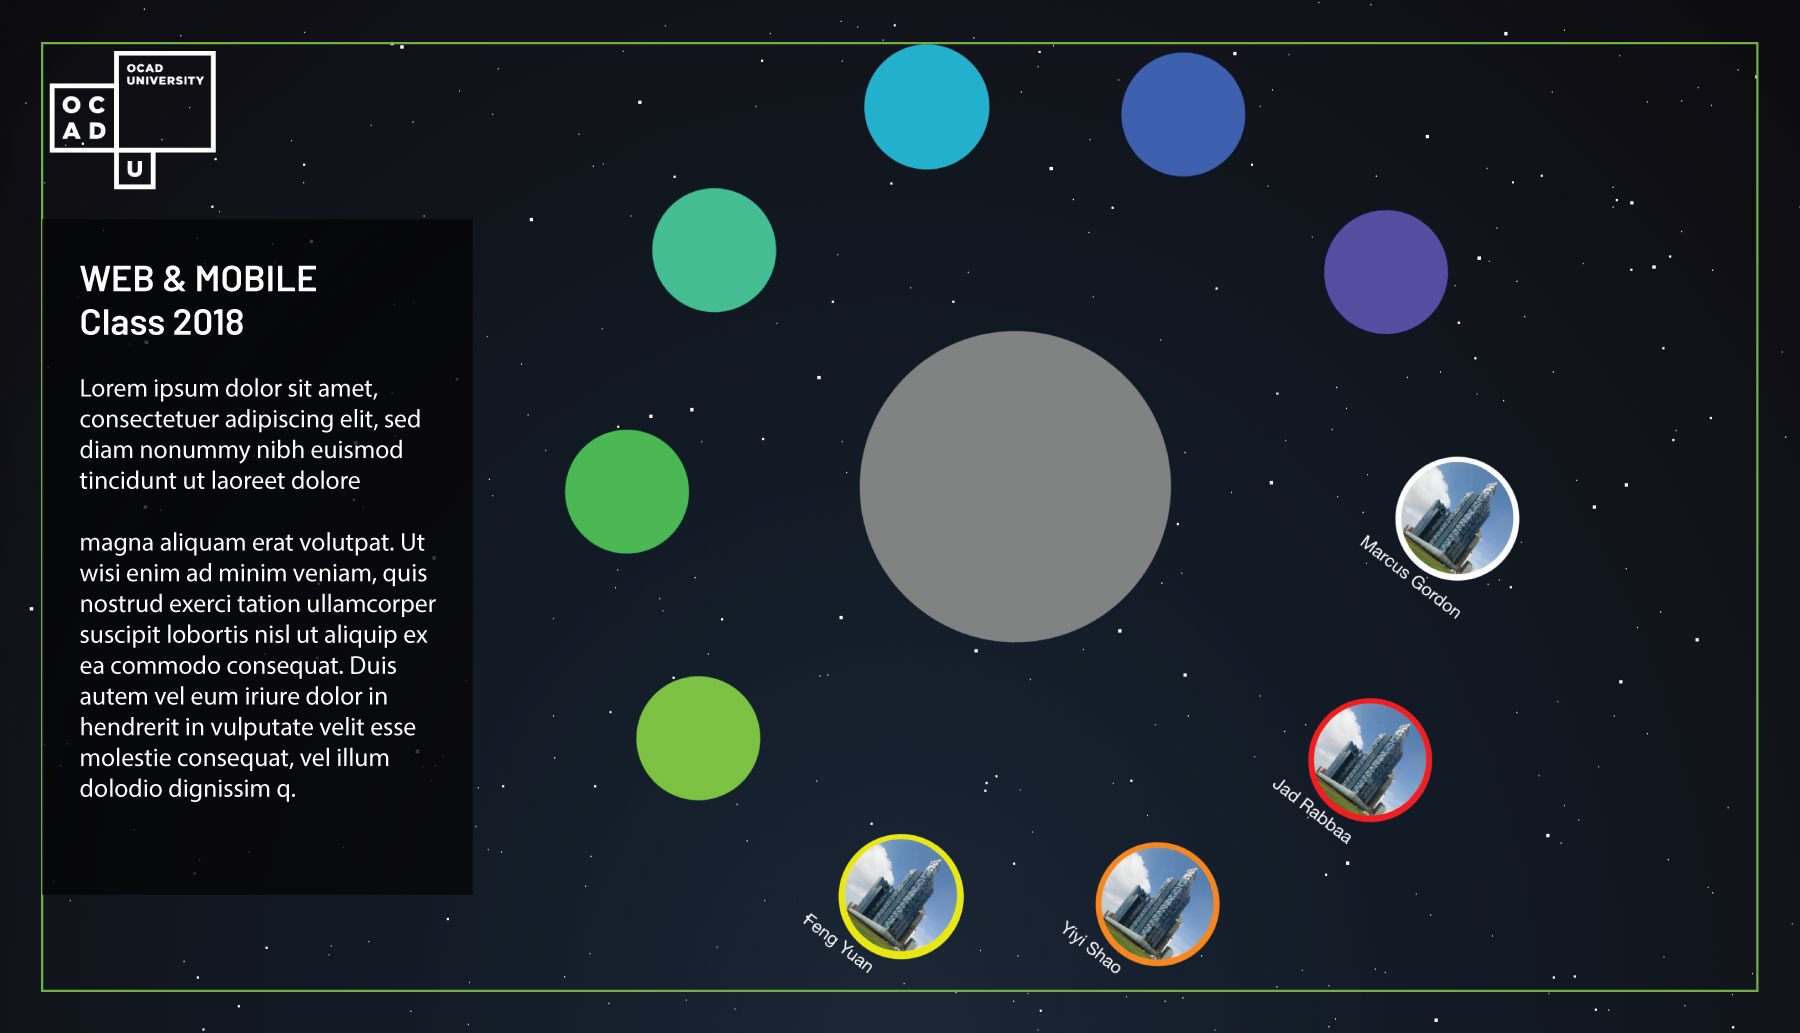 OCAD
UNIVERSITY
O C
A D
U
WEB & MOBILE
Class 2018
Lorem ipsum dolor sit amet,
consectetuer adipiscing elit, sed
diam nonummy nibh euismod
tincidunt ut laoreet dolore
magna aliquam erat volutpat. Ut
wisi enim ad minim veniam, quis
nostrud exerci tation ullamcorper
suscipit lobortis nisl ut aliquip ex
ea commodo consequat. Duis
autem vel eum iriure dolor in
hendrerit in vulputate velit esse
molestie consequat, vel illum
dolodio dignissim q.
Marcus Gordon
Jad Rabbaa
Feng Yuan
Yiyi Shao